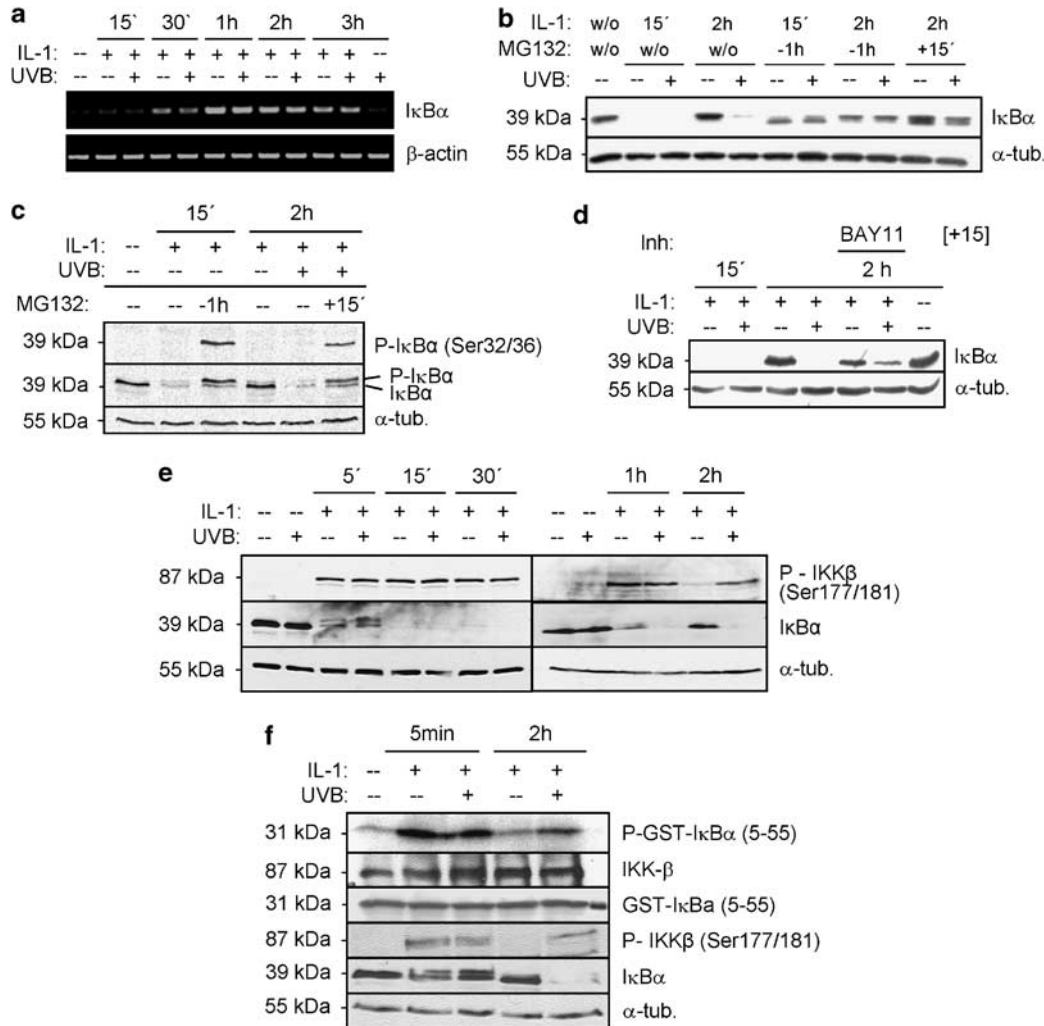 a
15` 30` 1h 2h 3h
IL-1: -- + + + + + + + + + + --
UVB: -- -- + -- + -- + -- + -- + +
IκBα
β-actin
b
IL-1: w/o 15´ 2h 15´ 2h 2h
MG132: w/o w/o w/o -1h -1h +15´
UVB: -- -- + -- + -- + -- + -- +
39 kDa IκBα
55 kDa α-tub.
c
15´ 2h
IL-1: -- + + + + +
UVB: -- -- -- -- + +
MG132: -- -- -1h -- -- +15´
39 kDa P-IκBα (Ser32/36)
39 kDa P-IκBα
IκBα
55 kDa α-tub.
d
Inh: BAY11 [+15]
15´ 2 h
IL-1: + + + + + + --
UVB: -- + -- + -- + --
39 kDa IκBα
55 kDa α-tub.
e
5´ 15´ 30´ 1h 2h
IL-1: -- -- + + + + + + -- -- + + + +
UVB: -- + -- + -- + -- + -- + -- + -- +
87 kDa P - IKKβ
(Ser177/181)
39 kDa IκBα
55 kDa α-tub.
f
5min 2h
IL-1: -- + + + +
UVB: -- -- + -- +
31 kDa P-GST-IκBα (5-55)
87 kDa IKK-β
31 kDa GST-IκBa (5-55)
87 kDa P- IKKβ (Ser177/181)
39 kDa IκBα
55 kDa α-tub.